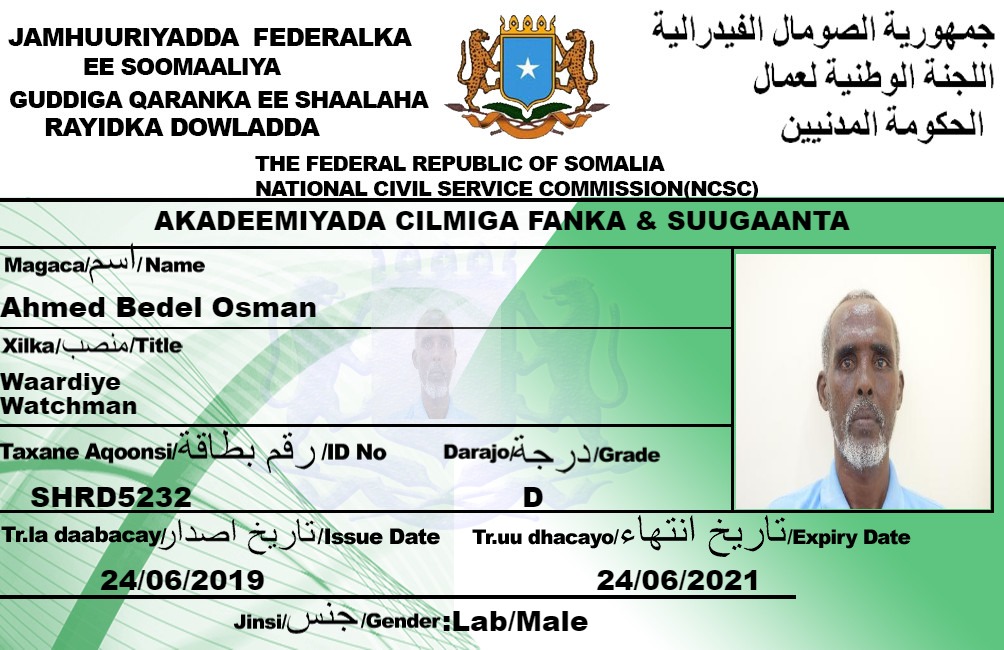 JAMHUURIYADDA FEDERALKA
EE SOOMAALIYA
GUDDIGA QARANKA EE SHAALAHA
RAYIDKA DOWLADDA
جمهورية الصومال الفيدرالية
اللجنة الوطنية لعمال
الحكومة المدنيين
THE FEDERAL REPUBLIC OF SOMALIA
NATIONAL CIVIL SERVICE COMMISSION(NCSC)
AKADEEMIYADA CILMIGA FANKA & SUUGAANTA
Magaca/اسم/Name
Ahmed Bedel Osman
Xilka/منصب/Title
Waardiye
Watchman
Taxane Aqoonsi/رقم بطاقة/ID No
Darajo/درجة/Grade
SHRD5232
D
Tr.la daabacay/تاريخ اصدار/Issue Date
Tr.uu dhacayo/تاريخ انتهاء/Expiry Date
24/06/2019
24/06/2021
Jinsi/جنس/Gender:Lab/Male